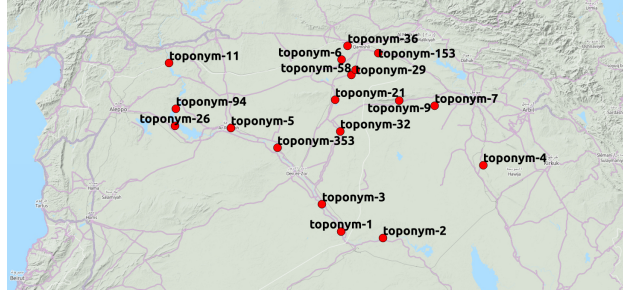 toponym-36
toponym-6
toponym-153
toponym-11
toponym-58
toponym-29
toponym-94
toponym-21
toponym-9
toponym-7
Aleppo
toponym-26
toponym-5
toponym-32
toponym-353
toponym-4
toponym-3
toponym-1
toponym-2
Beirut